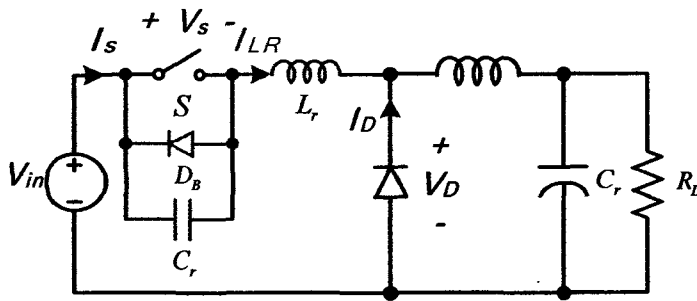 I_S + V_S - I_LR
S
L_r
I_D
D_B
V_in
+
-
+
V_D
-
C_r
R_L
C_r